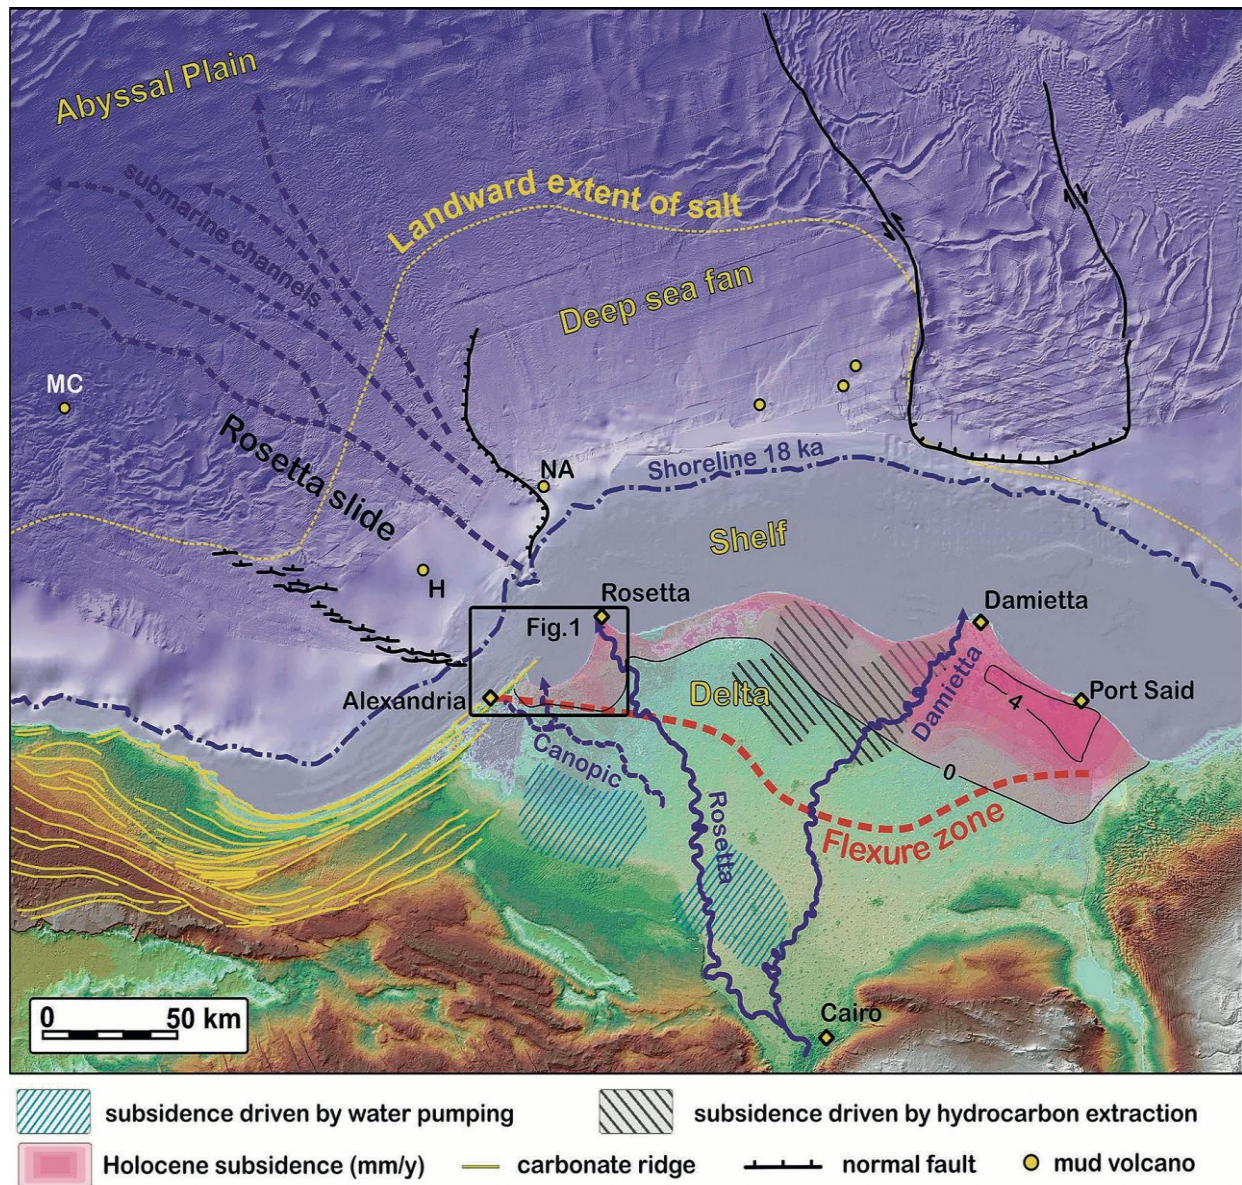 Abyssal Plain
submarine channels
Landward extent of salt
Deep sea fan
MC
Rosetta slide
NA
Shoreline 18 ka
H
Shelf
Rosetta
Fig.1
Damietta
Alexandria
Delta
Damietta
4
Port Said
Canopic
0
Rosetta
Flexure zone
Cairo
0 50 km
subsidence driven by water pumping
subsidence driven by hydrocarbon extraction
Holocene subsidence (mm/y)
carbonate ridge
normal fault
mud volcano